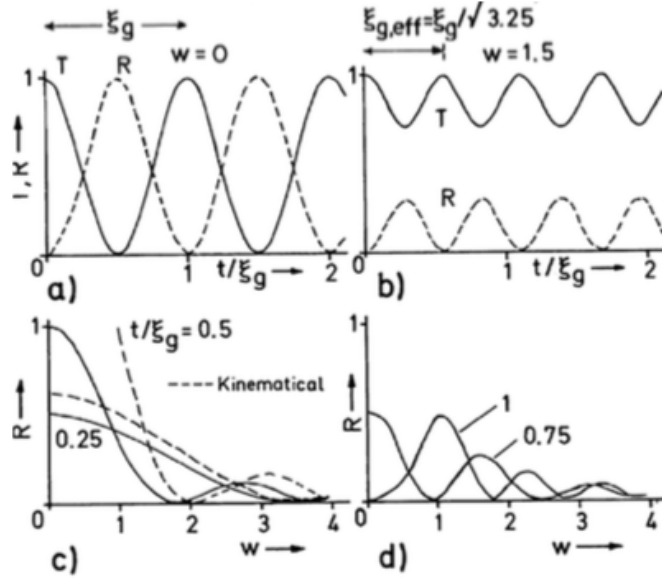 ξg
T R w=0
1
I, R
0 1 2
t/ξg
a)
ξg,eff=ξg/√3.25
w=1.5
T
R
0 1 2
t/ξg
b)
1
t/ξg=0.5
Kinematical
R
0.25
0
0 1 2 3 4
w
c)
1
R
1
0.75
0 1 2 3 4
w
d)